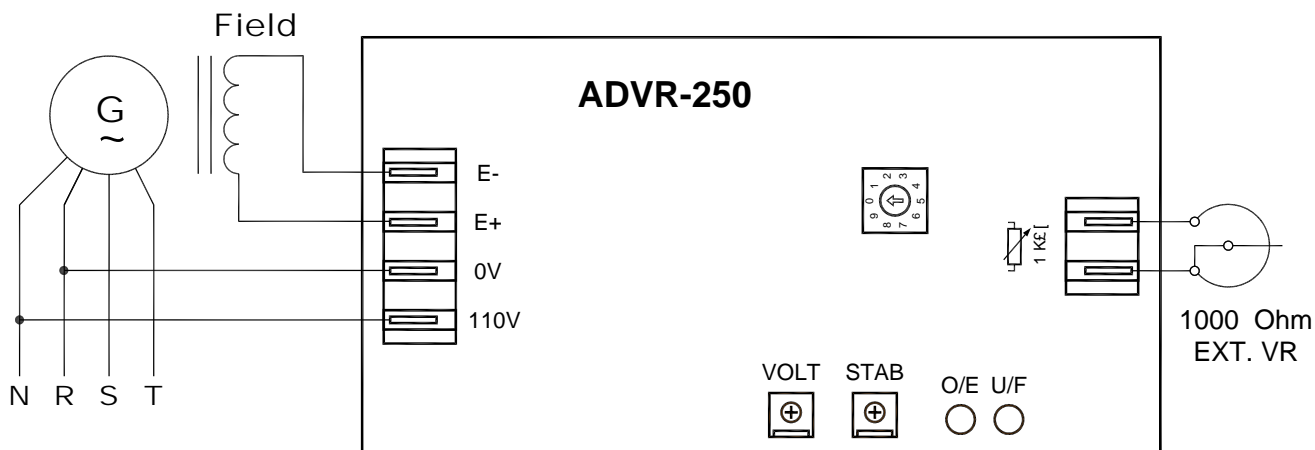 Field
ADVR-250
G
~
E-
E+
0V
110V
0 1 2 3 4 5 6 7 8 9
1 K£ [
1000 Ohm
EXT. VR
VOLT STAB O/E U/F
N R S T